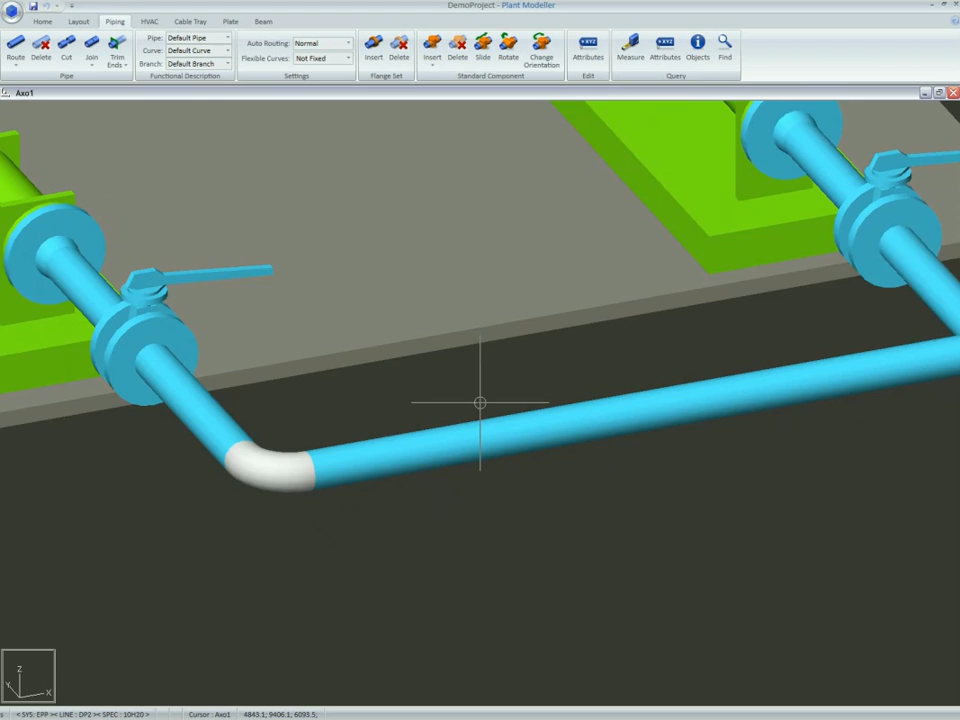 DemoProject - Plant Modeller
Home Layout Piping HVAC Cable Tray Plate Beam
Route Delete Cut Join Trim Ends
Pipe: Default Pipe
Curve: Default Curve
Branch: Default Branch
Auto Routing: Normal
Flexible Curves: Not Fixed
Insert Delete
Insert Delete Slide Rotate Change Orientation
Attributes
Measure Attributes Objects Find
Pipe Functional Description Settings Flange Set Standard Component Edit Query
Axo1
Z
Y X
s < SYS: EPP >< LINE : DP2 >< SPEC : 10H20 > Cursor : Axo1 4843.1; 9406.1; 6093.5;